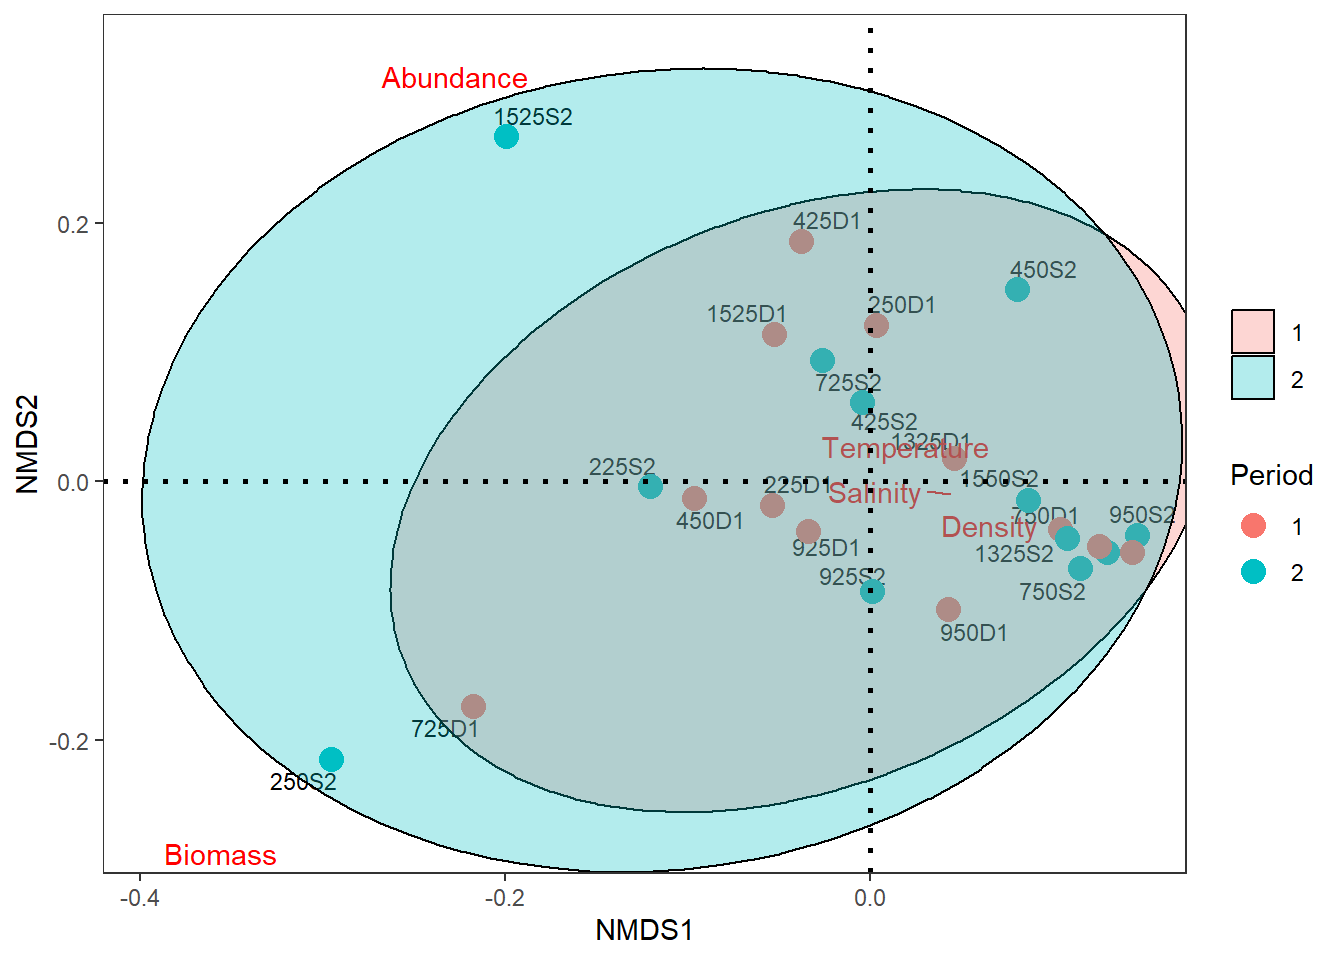 Abundance
1525S2
0.2
425D1
450S2
250D1
1525D1
725S2
425S2
1325D1
Temperature
225S2
1550S2
0.0
225D1
Salinity
450D1
750D1
950S2
Density
925D1
1325S2
925S2
750S2
950D1
725D1
-0.2
250S2
Biomass
-0.4
-0.2
0.0
NMDS1
NMDS2
1
2
Period
1
2